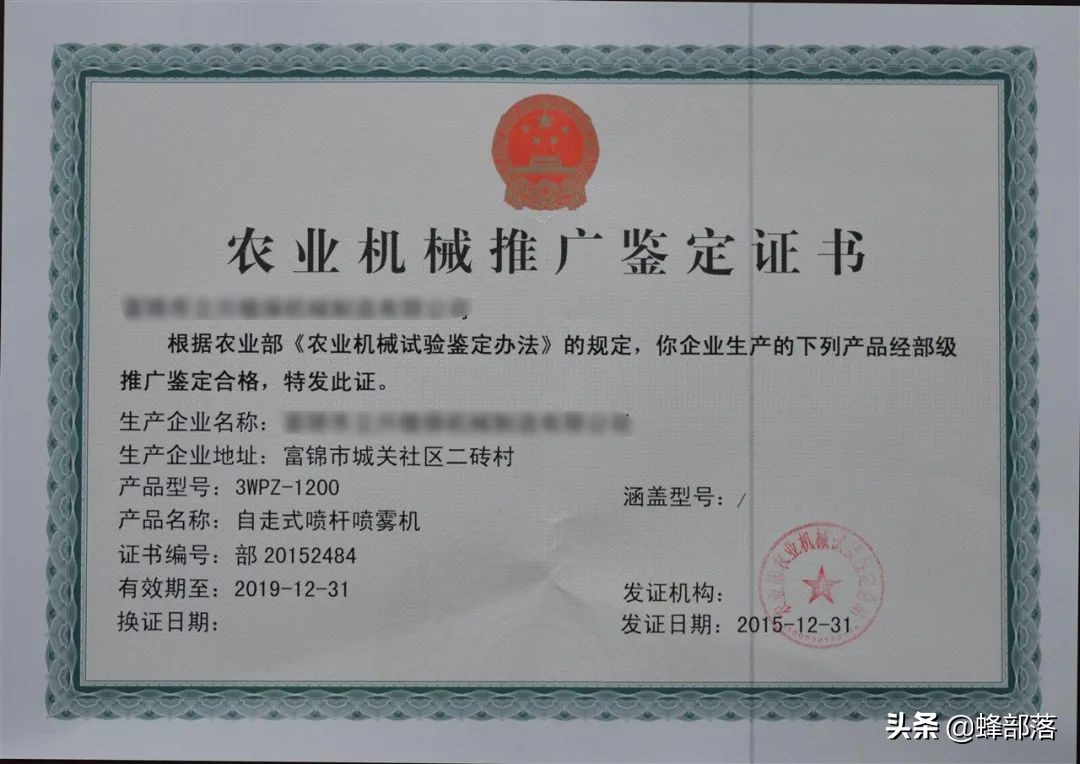 农业机械推广鉴定证书
根据农业部《农业机械试验鉴定办法》的规定，你企业生产的下列产品经部级
推广鉴定合格，特发此证。
生产企业名称：
生产企业地址：富锦市城关社区二砖村
产品型号：3WPZ-1200
涵盖型号：/
产品名称：自走式喷杆喷雾机
证书编号：部 20152484
有效期至：2019-12-31
发证机构：
换证日期：
发证日期：2015-12-31
头条 @蜂部落